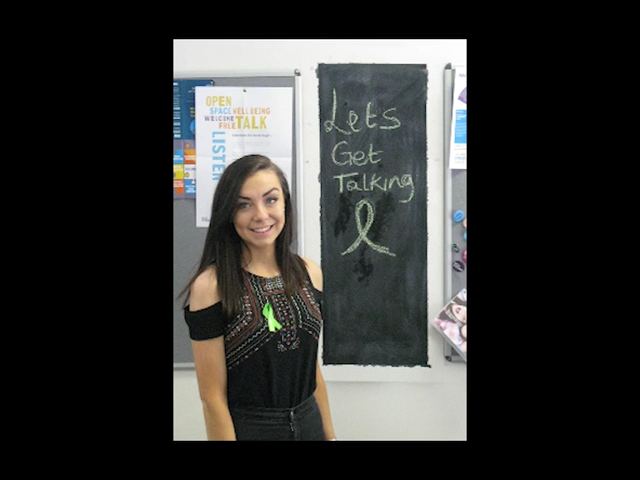 OPEN
SPACE WELLBEING
WELCOME
FREE TALK
LISTEN
Lets
Get
Talking